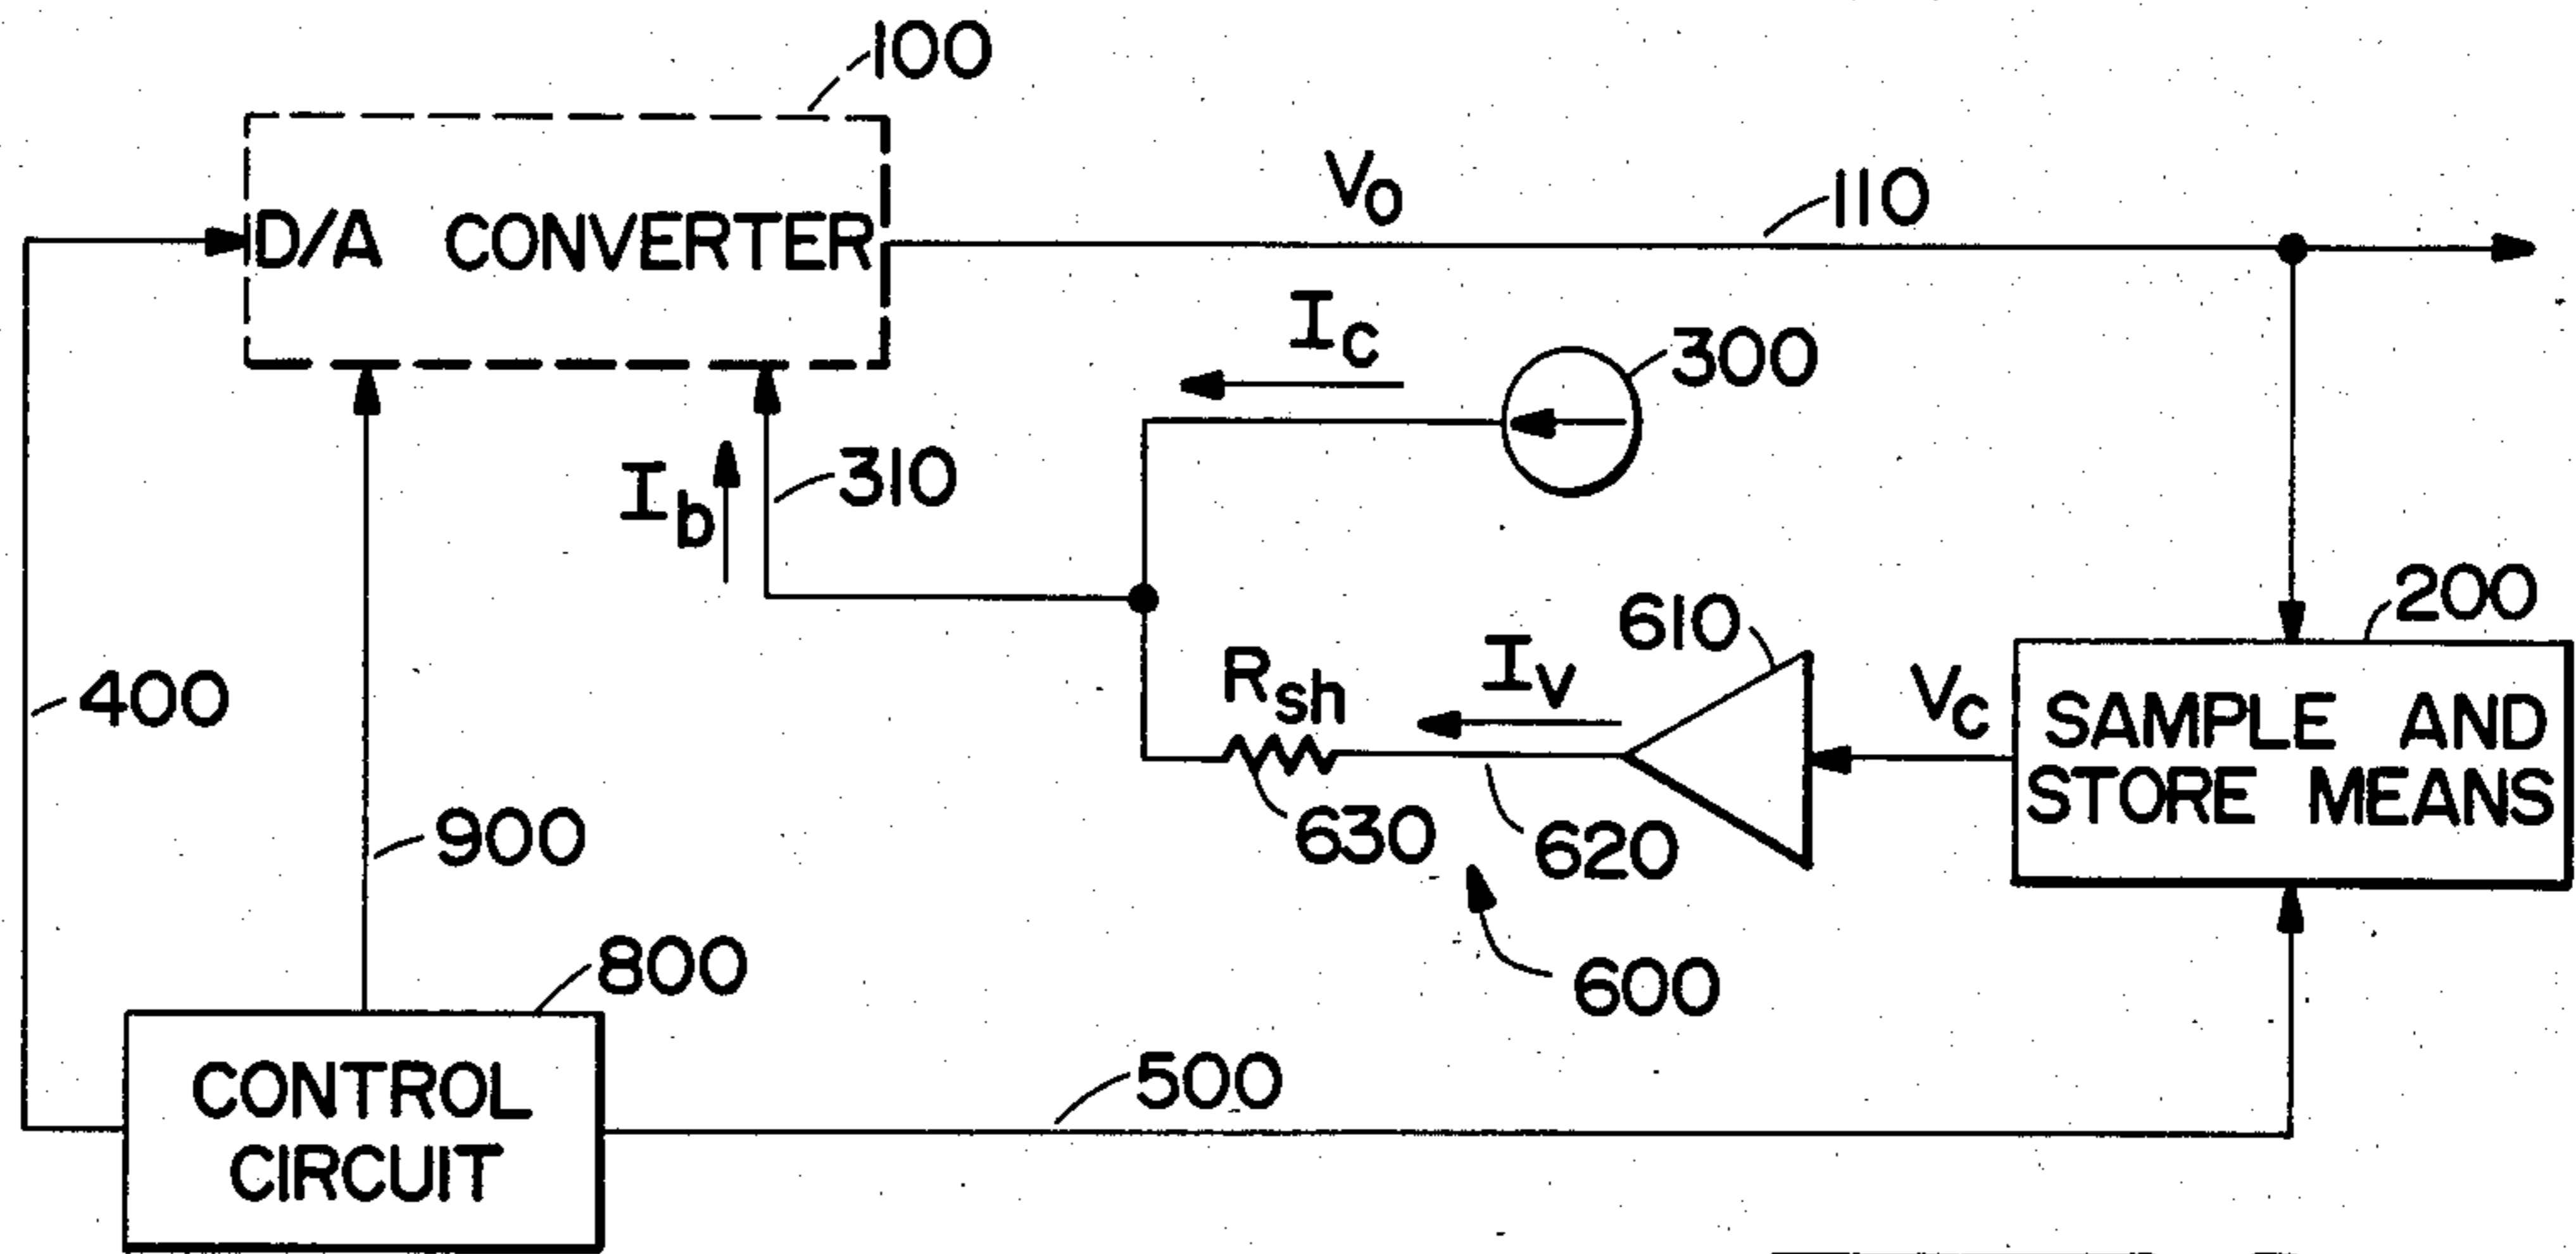 100
D/A CONVERTER
Vo
110
Ic
300
Ib
310
200
610
Rsh
Iv
Vc
SAMPLE AND
STORE MEANS
400
630
620
900
600
800
CONTROL
CIRCUIT
500